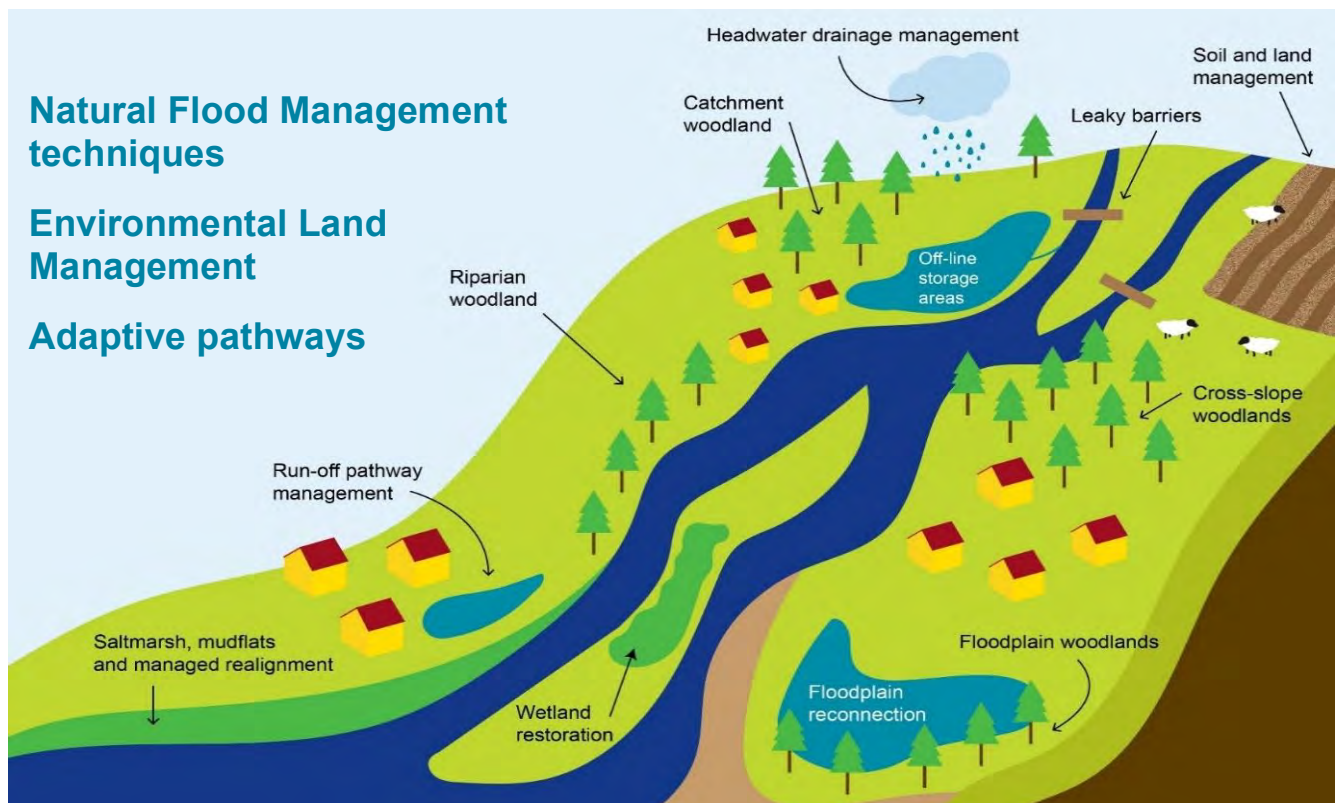 Natural Flood Management
techniques
Environmental Land
Management
Adaptive pathways
Headwater drainage management
Soil and land
management
Catchment
woodland
Leaky barriers
Off-line
storage
areas
Riparian
woodland
Cross-slope
woodlands
Run-off pathway
management
Saltmarsh, mudflats
and managed realignment
Floodplain woodlands
Floodplain
reconnection
Wetland
restoration